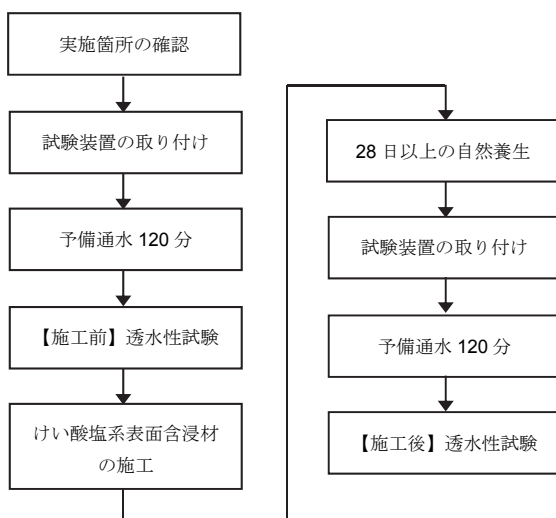 実施箇所の確認
試験装置の取り付け
予備通水 120 分
【施工前】透水性試験
けい酸塩系表面含浸材
の施工
28 日以上の自然養生
試験装置の取り付け
予備通水 120 分
【施工後】透水性試験